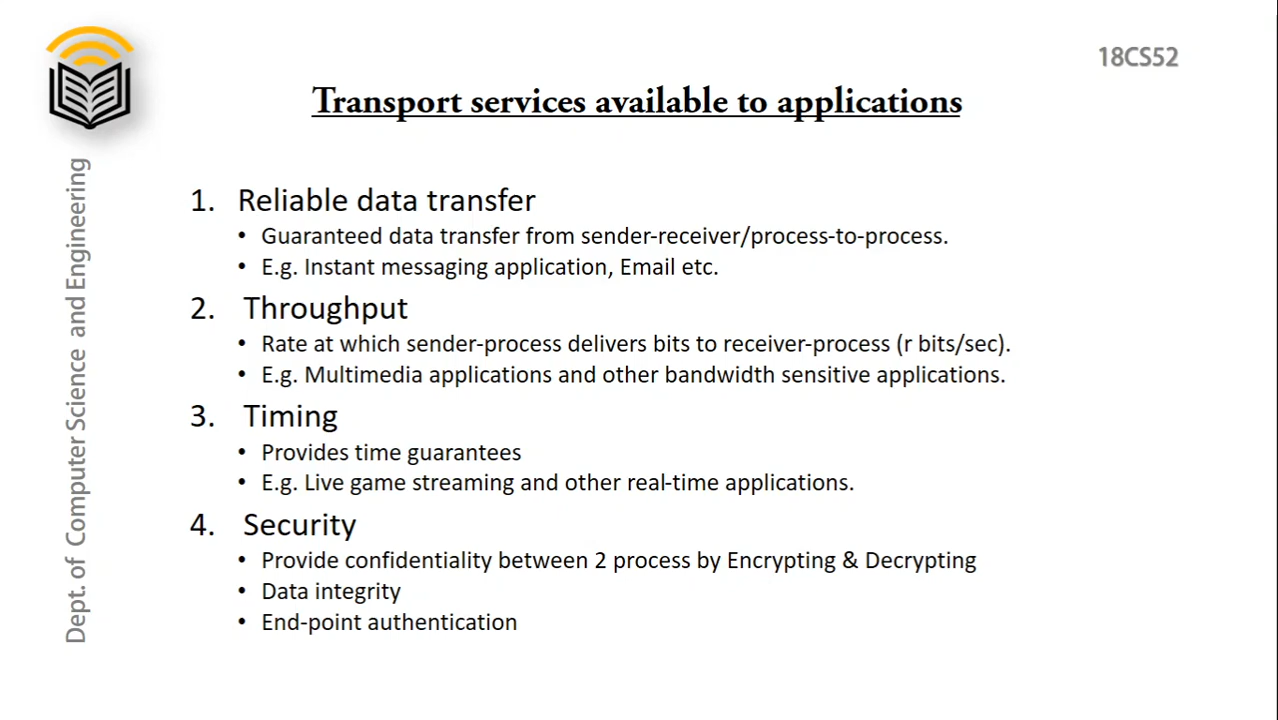 18CS52
Transport services available to applications
Dept. of Computer Science and Engineering
1. Reliable data transfer
• Guaranteed data transfer from sender-receiver/process-to-process.
• E.g. Instant messaging application, Email etc.
2. Throughput
• Rate at which sender-process delivers bits to receiver-process (r bits/sec).
• E.g. Multimedia applications and other bandwidth sensitive applications.
3. Timing
• Provides time guarantees
• E.g. Live game streaming and other real-time applications.
4. Security
• Provide confidentiality between 2 process by Encrypting & Decrypting
• Data integrity
• End-point authentication